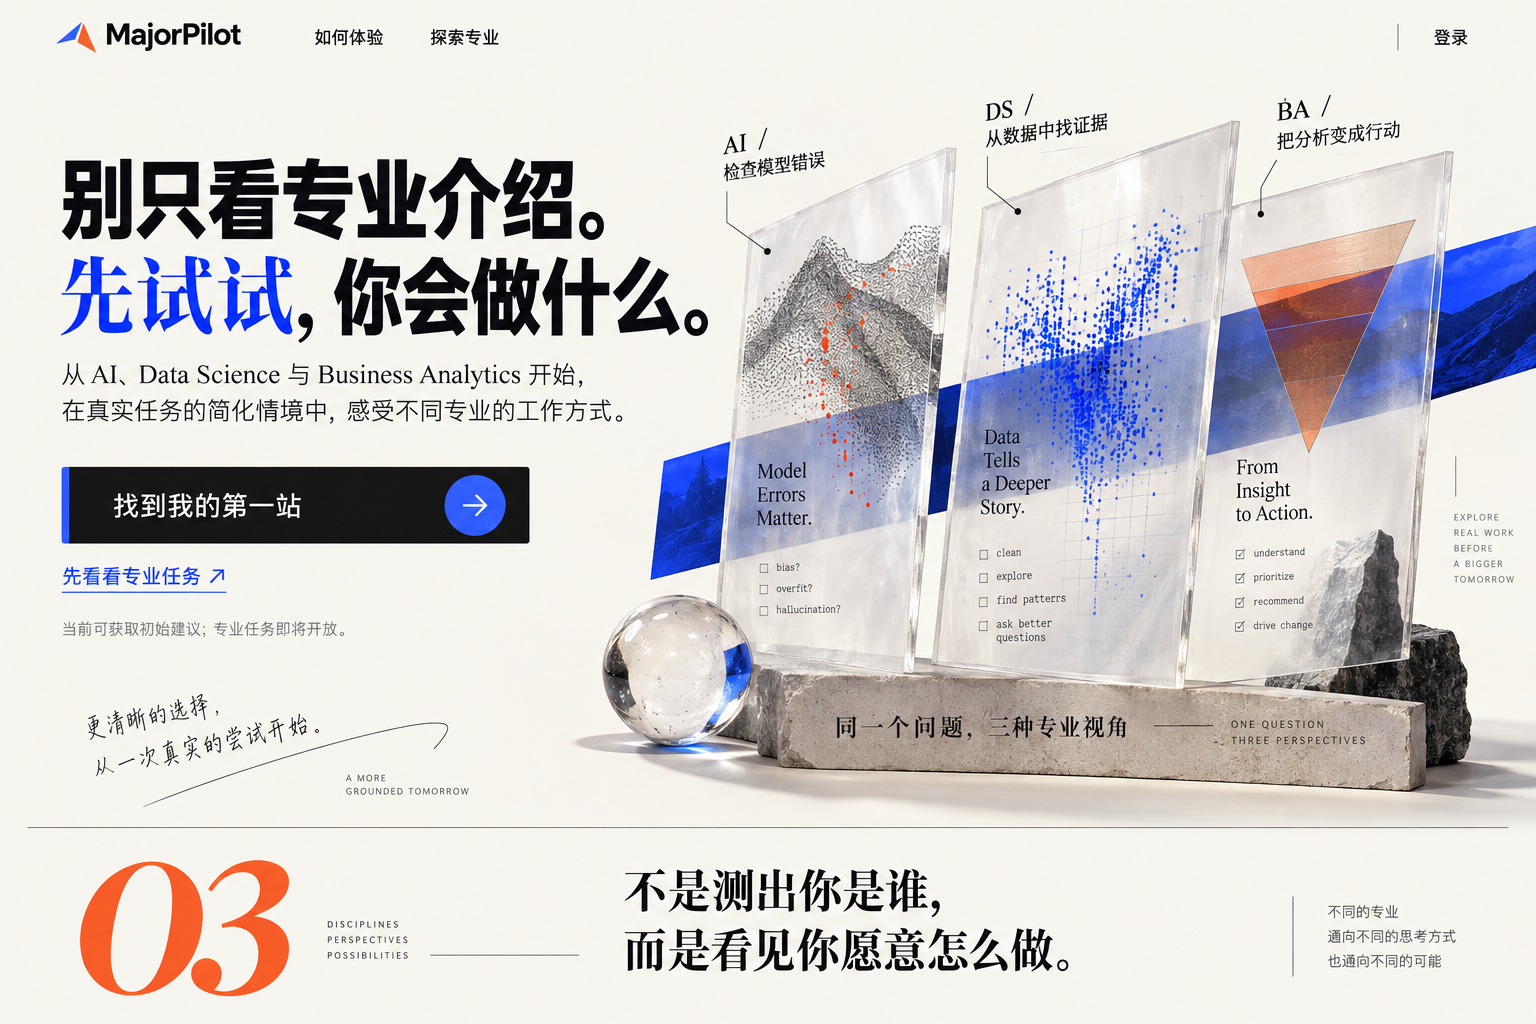 MajorPilot
如何体验
探索专业
登录
别只看专业介绍。
先试试, 你会做什么。
从 AI、Data Science 与 Business Analytics 开始,
在真实任务的简化情境中, 感受不同专业的工作方式。
找到我的第一站
先看看专业任务
当前可获取初始建议; 专业任务即将开放。
更清晰的选择,
从一次真实的尝试开始。
A MORE
GROUNDED TOMORROW
AI /
检查模型错误
DS /
从数据中找证据
BA /
把分析变成行动
Model
Errors
Matter.
bias?
overfit?
hallucination?
Data
Tells
a Deeper
Story.
clean
explore
find patterrs
ask better
questions
From
Insight
to Action.
understand
prioritize
recommend
drive change
EXPLORE
REAL WORK
BEFORE
A BIGGER
TOMORROW
同一个问题, 三种专业视角
ONE QUESTION
THREE PERSPECTIVES
03
DISCIPLINES
PERSPECTIVES
POSSIBILITIES
不是测出你是谁,
而是看见你愿意怎么做。
不同的专业
通向不同的思考方式
也通向不同的可能